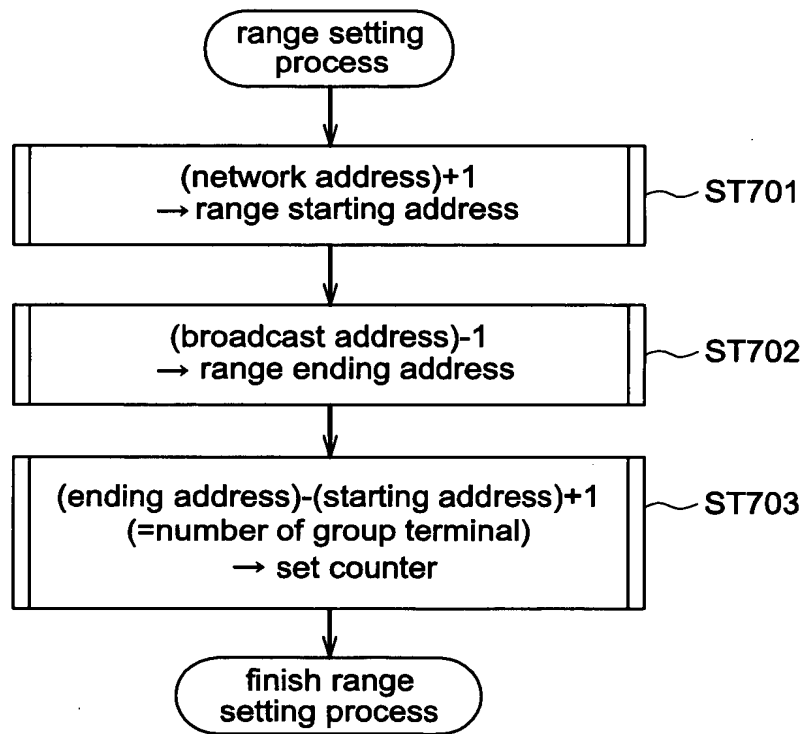 range setting
process
(network address)+1
→ range starting address
ST701
(broadcast address)-1
→ range ending address
ST702
(ending address)-(starting address)+1
(=number of group terminal)
→ set counter
ST703
finish range
setting process